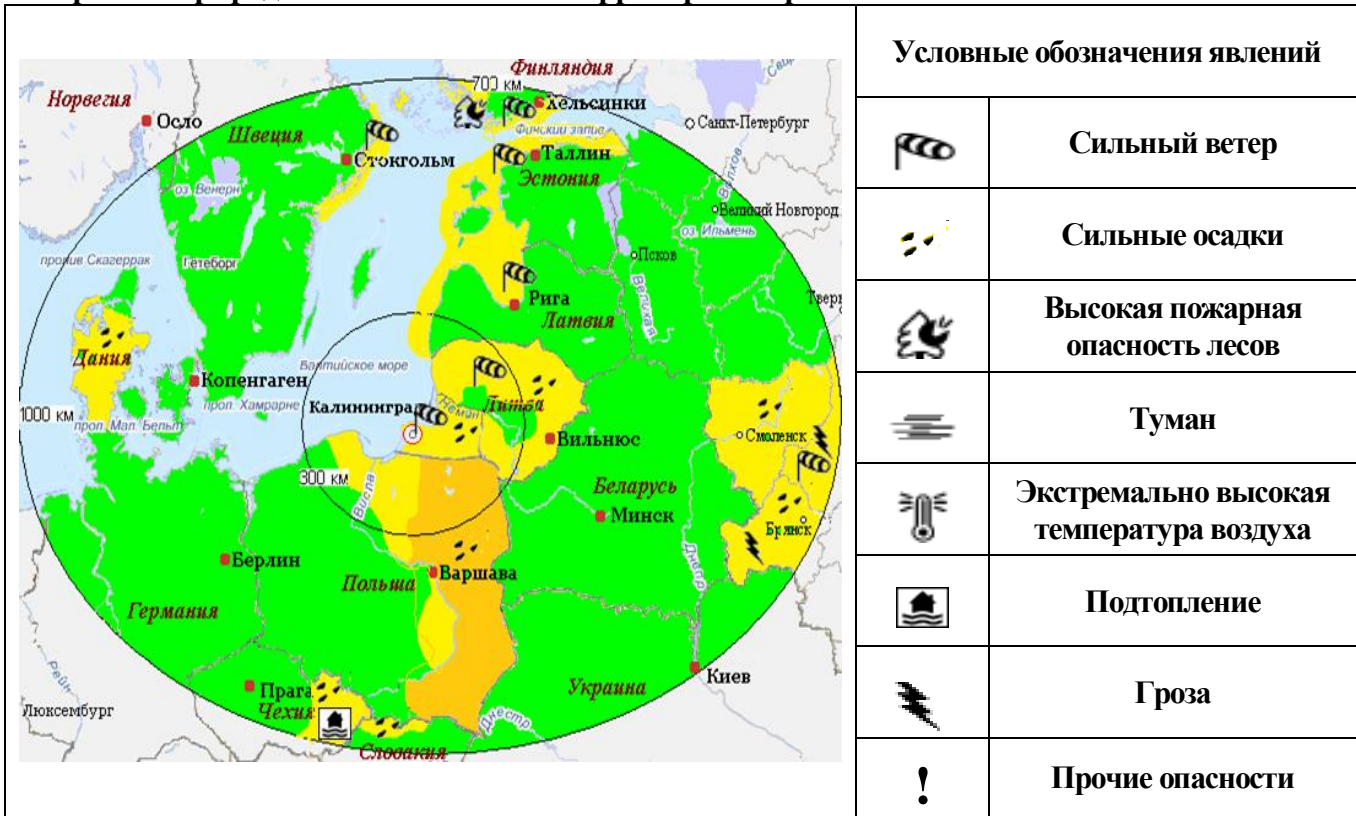 Условные обозначения явлений
Сильный ветер
Сильные осадки
Высокая пожарная
опасность лесов
Туман
Экстремально высокая
температура воздуха
Подтопление
Гроза
!
Прочие опасности
Финляндия
700 км
Норвегия
Хельсинки
Осло
Санкт-Петербург
Швеция
Финский залив
Волхов
Стокгольм
Таллин
Эстония
оз. Венерн
Великий Новгород
оз. Ильмень
пролив Скагеррак
Гётеборг
Псков
Великая
Рига
Латвия
Дания
Балтийское море
Копенгаген
Калинингра
Неман
Литва
1000 км
прол. Хамрарне
прол. Мал. Бельт
Смоленск
Вильнюс
300 км
Висла
Беларусь
Минск
Брянск
Днепр
Берлин
Варшава
Польша
Германия
Киев
Рейн
Прага
Украина
Люксембург
Чехия
Днестр
Словакия